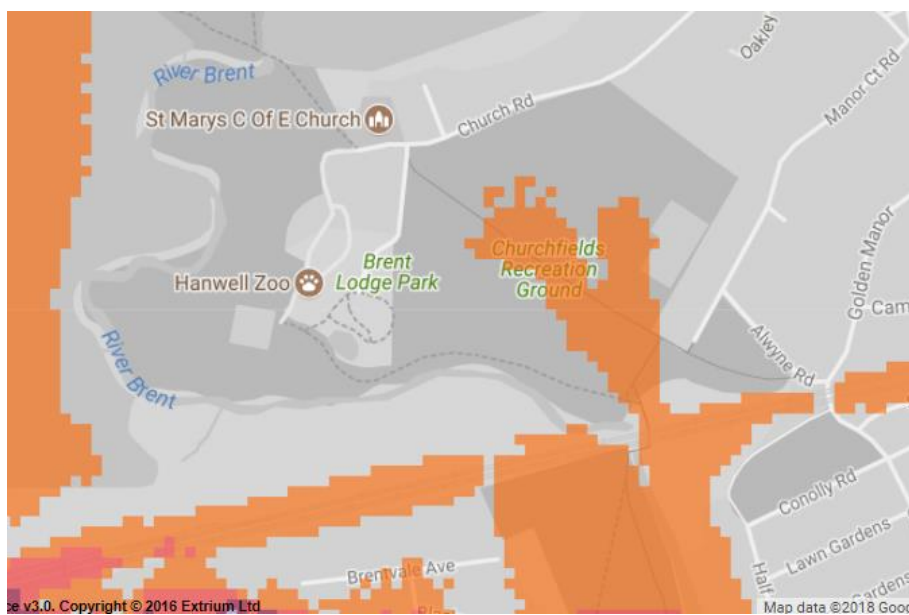 River Brent
Oakley
Manor Ct Rd
St Marys C Of E Church
Church Rd
Churchfields
Recreation
Ground
Brent
Lodge Park
Hanwell Zoo
Golden Manor
Cam
Alwyne Rd
River Brent
Conolly Rd
Lawn Gardens
Brentvale Ave
Half
Gardens
ce v3.0. Copyright © 2016 Extrium Ltd
Map data ©2018 Goo